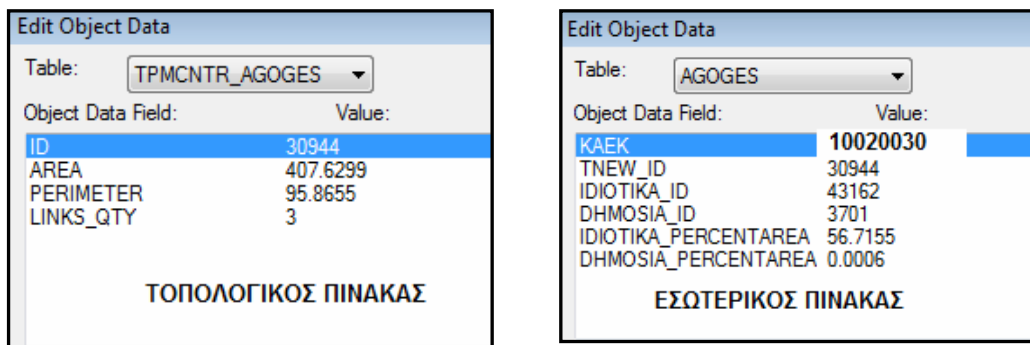 Edit Object Data
Table: TPMCNTR_AGOGES
Object Data Field: Value:
ID 30944
AREA 407.6299
PERIMETER 95.8655
LINKS_QTY 3
ΤΟΠΟΛΟΓΙΚΟΣ ΠΙΝΑΚΑΣ
Edit Object Data
Table: AGOGES
Object Data Field: Value:
KAEK 10020030
TNEW_ID 30944
IDIOTIKA_ID 43162
DHMOSIA_ID 3701
IDIOTIKA_PERCENTAREA 56.7155
DHMOSIA_PERCENTAREA 0.0006
ΕΣΩΤΕΡΙΚΟΣ ΠΙΝΑΚΑΣ